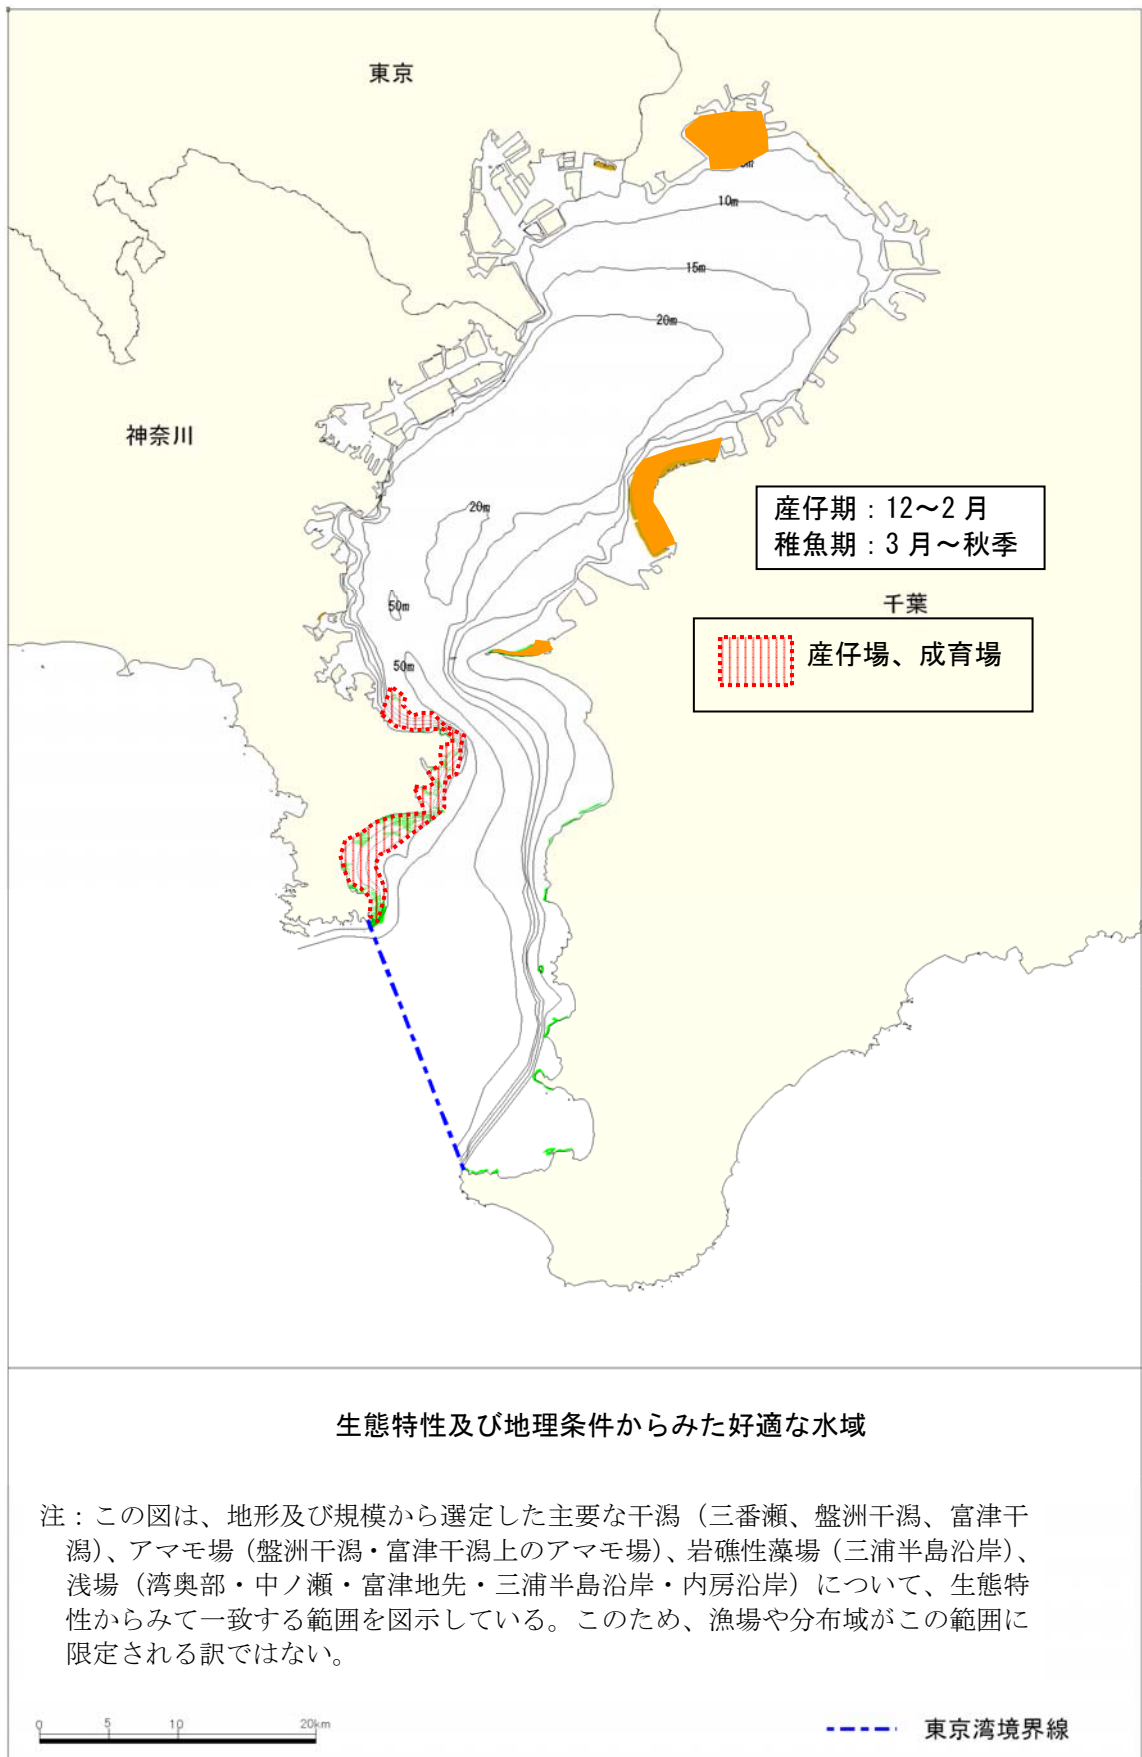 東京
10m
15m
20m
神奈川
20m
産仔期：12～2 月
稚魚期：3 月～秋季
千葉
50m
50m
産仔場、成育場
生態特性及び地理条件からみた好適な水域
注：この図は、地形及び規模から選定した主要な干潟（三番瀬、盤洲干潟、富津干
潟）、アマモ場（盤洲干潟・富津干潟上のアマモ場）、岩礁性藻場（三浦半島沿岸）、
浅場（湾奥部・中ノ瀬・富津地先・三浦半島沿岸・内房沿岸）について、生態特
性からみて一致する範囲を図示している。このため、漁場や分布域がこの範囲に
限定される訳ではない。
0 5 10 20km
東京湾境界線